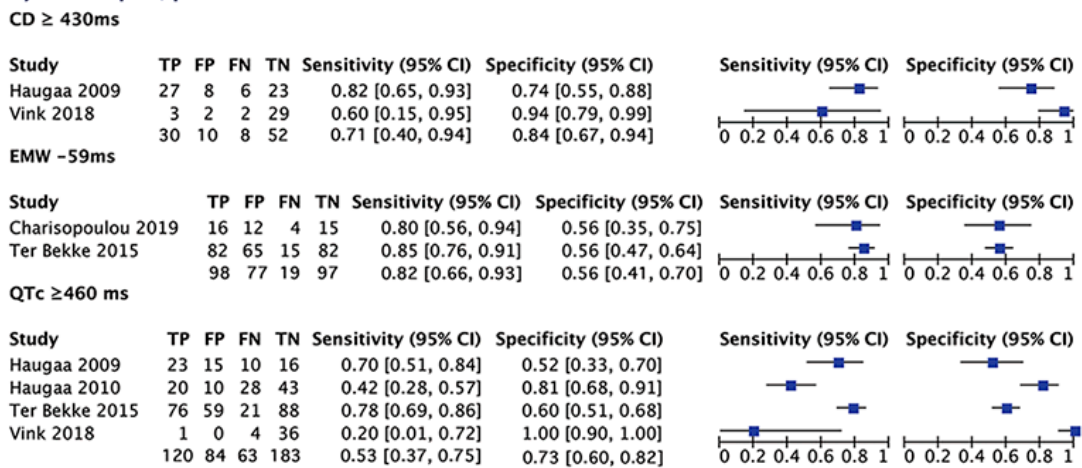 CD ≥ 430ms
Study TP FP FN TN Sensitivity (95% CI) Specificity (95% CI) Sensitivity (95% CI) Specificity (95% CI)
Haugaa 2009 27 8 6 23 0.82 [0.65, 0.93] 0.74 [0.55, 0.88]
Vink 2018 3 2 2 29 0.60 [0.15, 0.95] 0.94 [0.79, 0.99]
30 10 8 52 0.71 [0.40, 0.94] 0.84 [0.67, 0.94] 0 0.2 0.4 0.6 0.8 1 0 0.2 0.4 0.6 0.8 1
EMW -59ms
Study TP FP FN TN Sensitivity (95% CI) Specificity (95% CI) Sensitivity (95% CI) Specificity (95% CI)
Charisopoulou 2019 16 12 4 15 0.80 [0.56, 0.94] 0.56 [0.35, 0.75]
Ter Bekke 2015 82 65 15 82 0.85 [0.76, 0.91] 0.56 [0.47, 0.64]
98 77 19 97 0.82 [0.66, 0.93] 0.56 [0.41, 0.70] 0 0.2 0.4 0.6 0.8 1 0 0.2 0.4 0.6 0.8 1
QTc ≥460 ms
Study TP FP FN TN Sensitivity (95% CI) Specificity (95% CI) Sensitivity (95% CI) Specificity (95% CI)
Haugaa 2009 23 15 10 16 0.70 [0.51, 0.84] 0.52 [0.33, 0.70]
Haugaa 2010 20 10 28 43 0.42 [0.28, 0.57] 0.81 [0.68, 0.91]
Ter Bekke 2015 76 59 21 88 0.78 [0.69, 0.86] 0.60 [0.51, 0.68]
Vink 2018 1 0 4 36 0.20 [0.01, 0.72] 1.00 [0.90, 1.00]
120 84 63 183 0.53 [0.37, 0.75] 0.73 [0.60, 0.82] 0 0.2 0.4 0.6 0.8 1 0 0.2 0.4 0.6 0.8 1